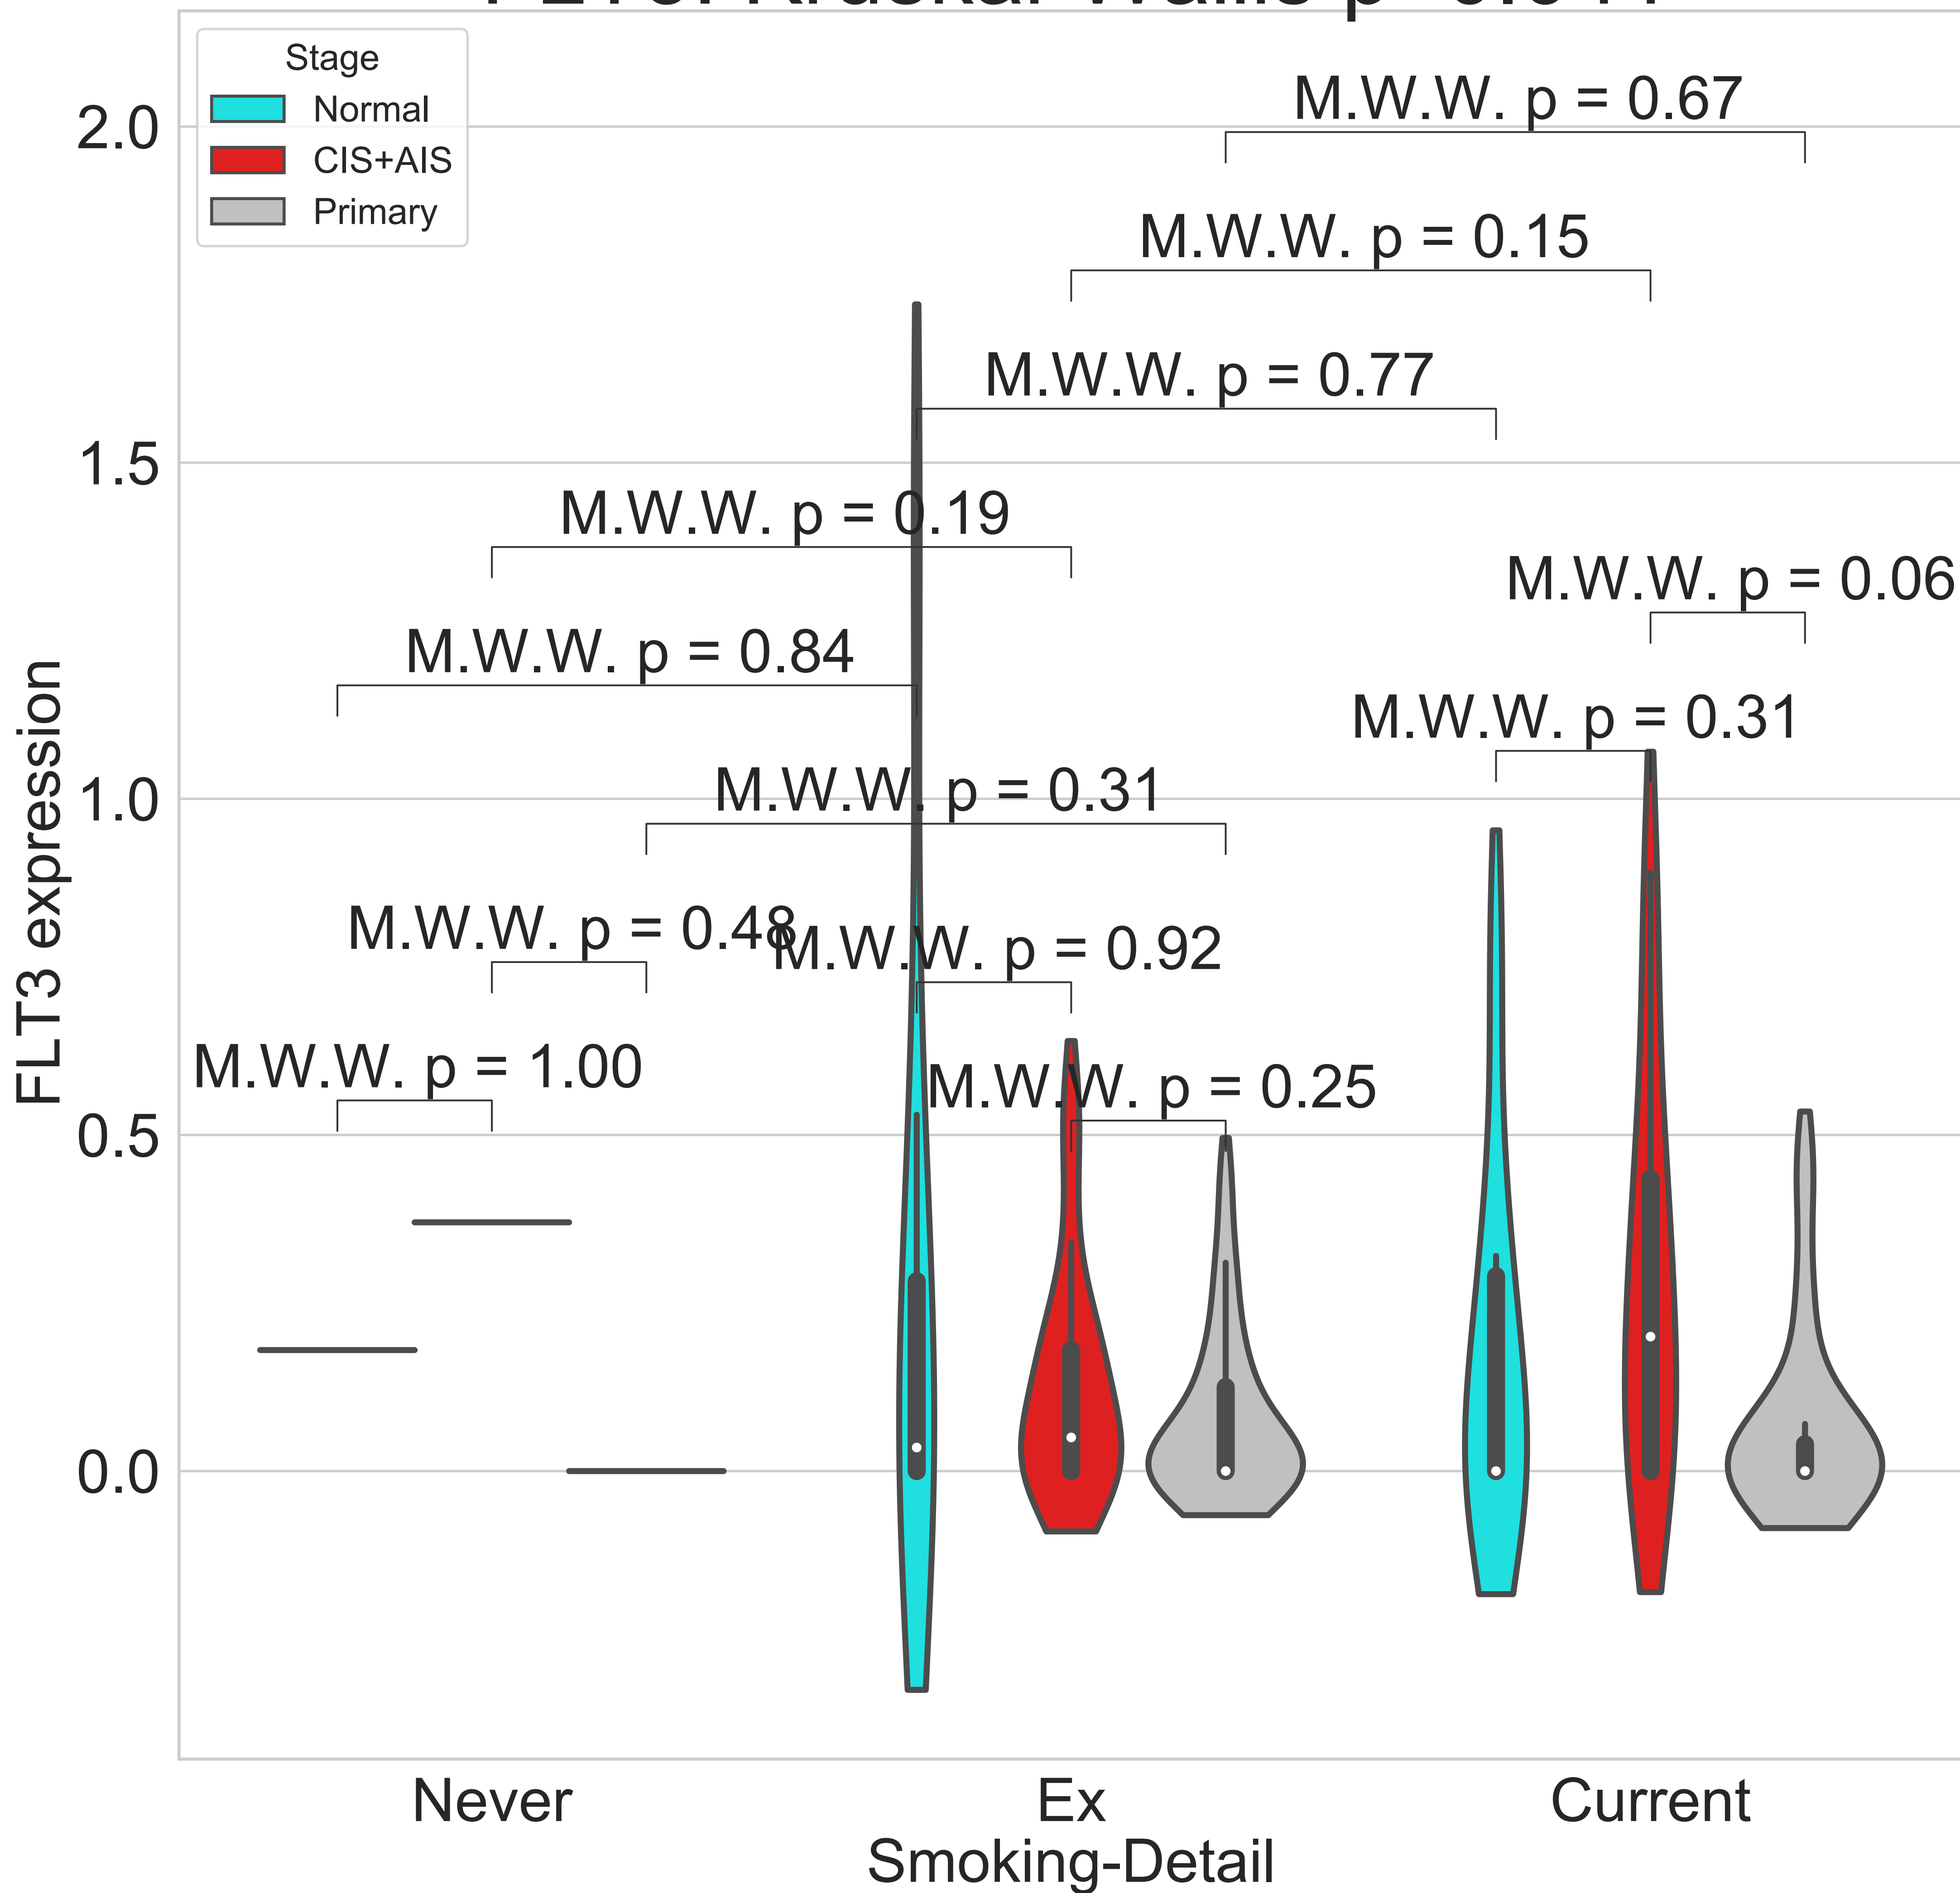 Stage
Normal
CIS+AIS
Primary
M.W.W. p = 0.67
M.W.W. p = 0.15
M.W.W. p = 0.77
M.W.W. p = 0.19
M.W.W. p = 0.06
M.W.W. p = 0.84
M.W.W. p = 0.31
M.W.W. p = 0.31
M.W.W. p = 0.48
M.W.W. p = 0.92
M.W.W. p = 1.00
M.W.W. p = 0.25
2.0
1.5
1.0
0.5
0.0
FLT3 expression
Never
Ex
Current
Smoking-Detail